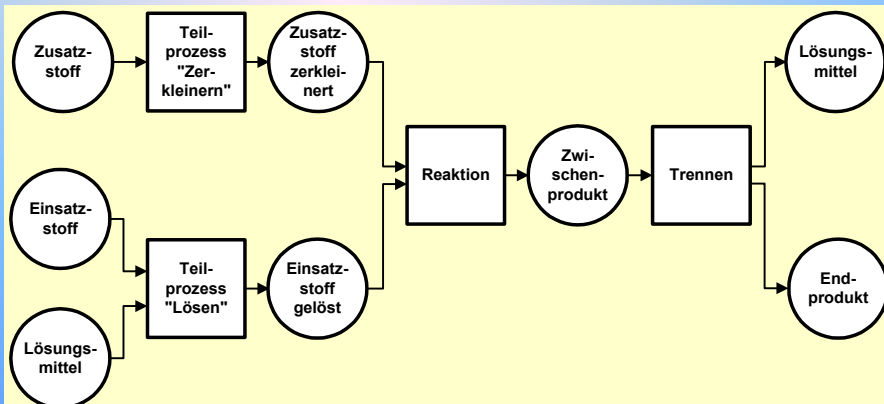 Zusatz-
stoff
Teil-
prozess
"Zer-
kleinern"
Zusatz-
stoff
zerklei-
nert
Lösungs-
mittel
Reaktion
Zwi-
schen-
produkt
Trennen
Einsatz-
stoff
Teil-
prozess
"Lösen"
Einsatz-
stoff
gelöst
End-
produkt
Lösungs-
mittel